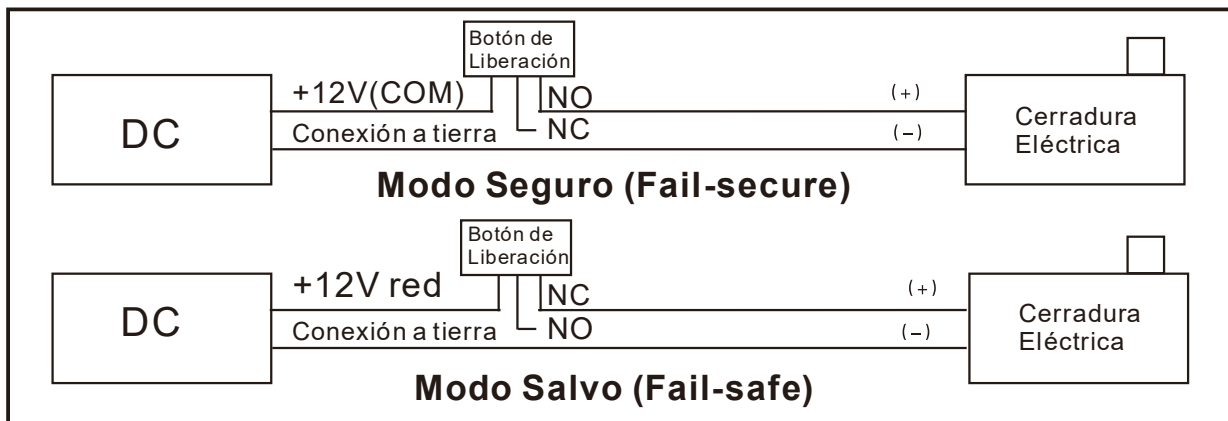 Botón de
Liberación
DC
+12V(COM)
NO
(+)
Conexión a tierra
NC
(-)
Cerradura
Eléctrica
Modo Seguro (Fail-secure)
Botón de
Liberación
DC
+12V red
NC
(+)
Conexión a tierra
NO
(-)
Cerradura
Eléctrica
Modo Salvo (Fail-safe)